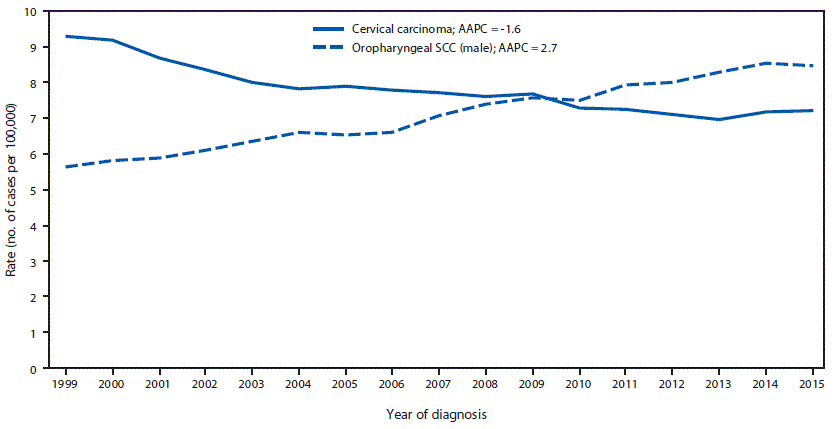 Cervical carcinoma; AAPC = -1.6
Oropharyngeal SCC (male); AAPC = 2.7
Rate (no. of cases per 100,000)
10
9
8
7
6
5
4
3
2
1
0
1999 2000 2001 2002 2003 2004 2005 2006 2007 2008 2009 2010 2011 2012 2013 2014 2015
Year of diagnosis